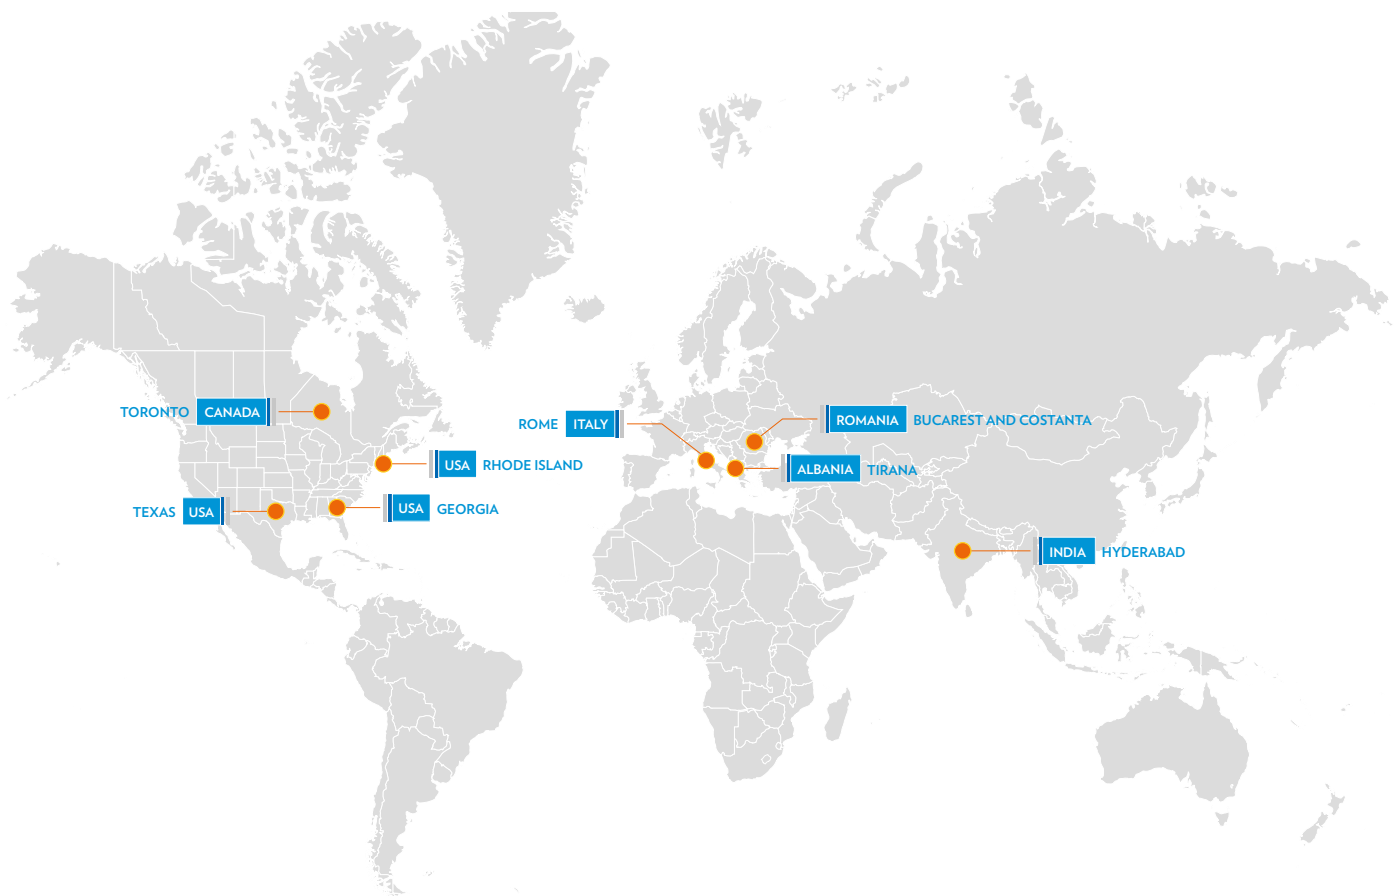 TORONTO CANADA
ROME ITALY
ROMANIA BUCAREST AND COSTANTA
USA RHODE ISLAND
ALBANIA TIRANA
TEXAS USA
USA GEORGIA
INDIA HYDERABAD